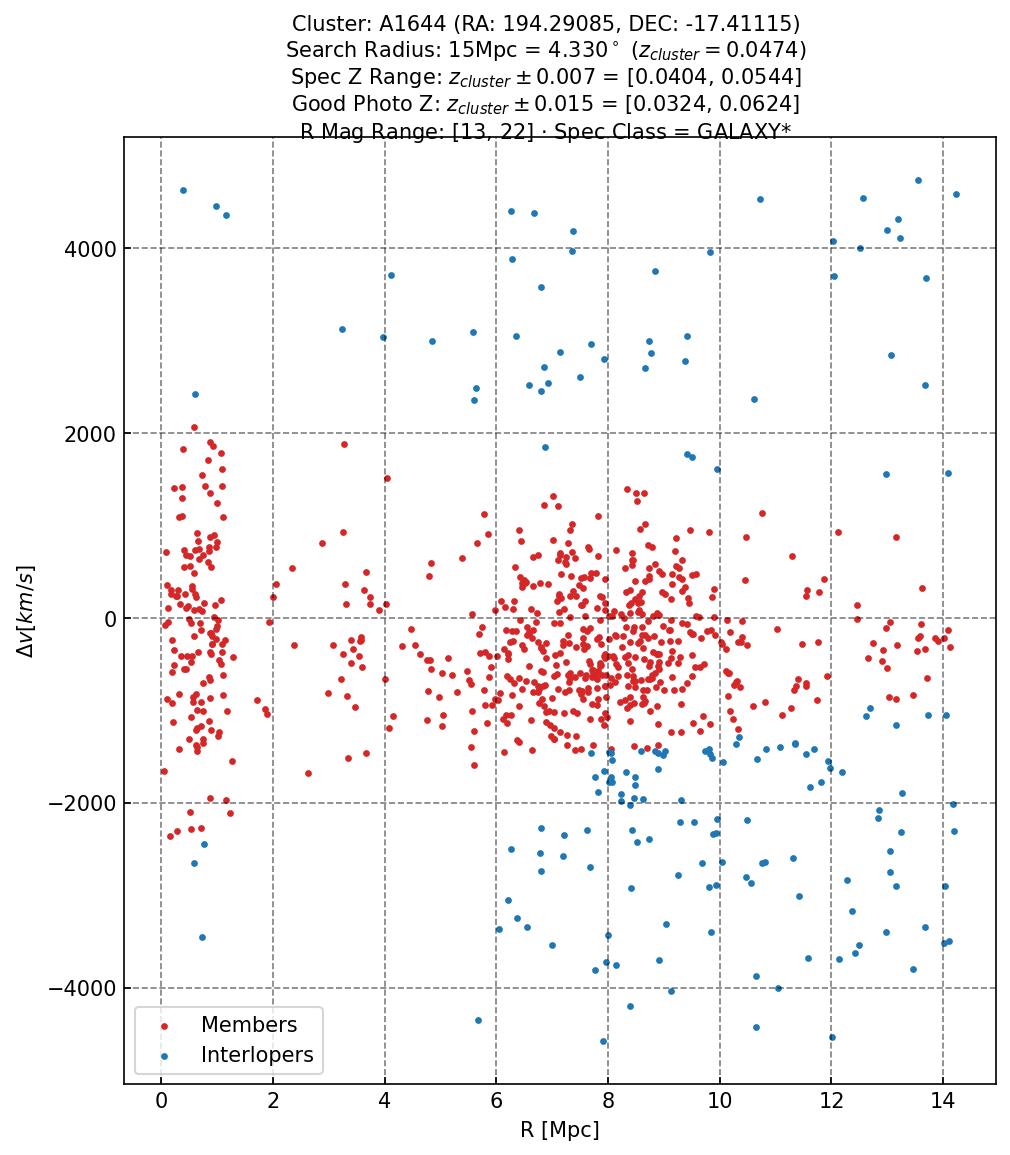 Cluster: A1644 (RA: 194.29085, DEC: -17.41115)
Search Radius: 15Mpc = 4.330° (z_cluster = 0.0474)
Spec Z Range: z_cluster ± 0.007 = [0.0404, 0.0544]
Good Photo Z: z_cluster ± 0.015 = [0.0324, 0.0624]
R Mag Range: [13, 22] · Spec Class = GALAXY*
4000
2000
0
−2000
−4000
Δv[km/s]
Members
Interlopers
0 2 4 6 8 10 12 14
R [Mpc]